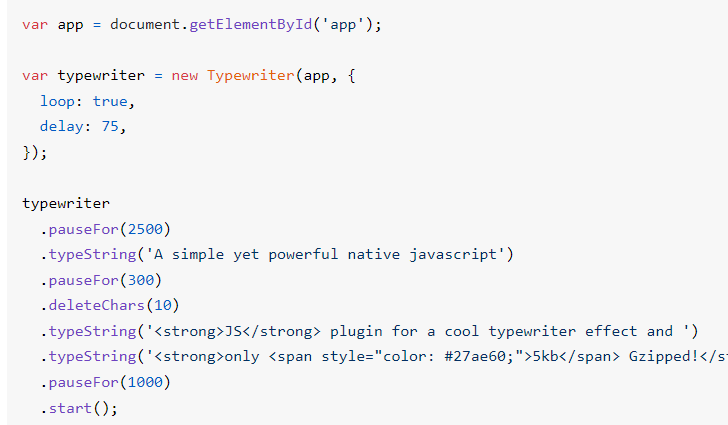 var app = document.getElementById('app');
var typewriter = new Typewriter(app, {
loop: true,
delay: 75,
});
typewriter
.pauseFor(2500)
.typeString('A simple yet powerful native javascript')
.pauseFor(300)
.deleteChars(10)
.typeString('<strong>JS</strong> plugin for a cool typewriter effect and ')
.typeString('<strong>only <span style="color: #27ae60;">5kb</span> Gzipped!</st
.pauseFor(1000)
.start();